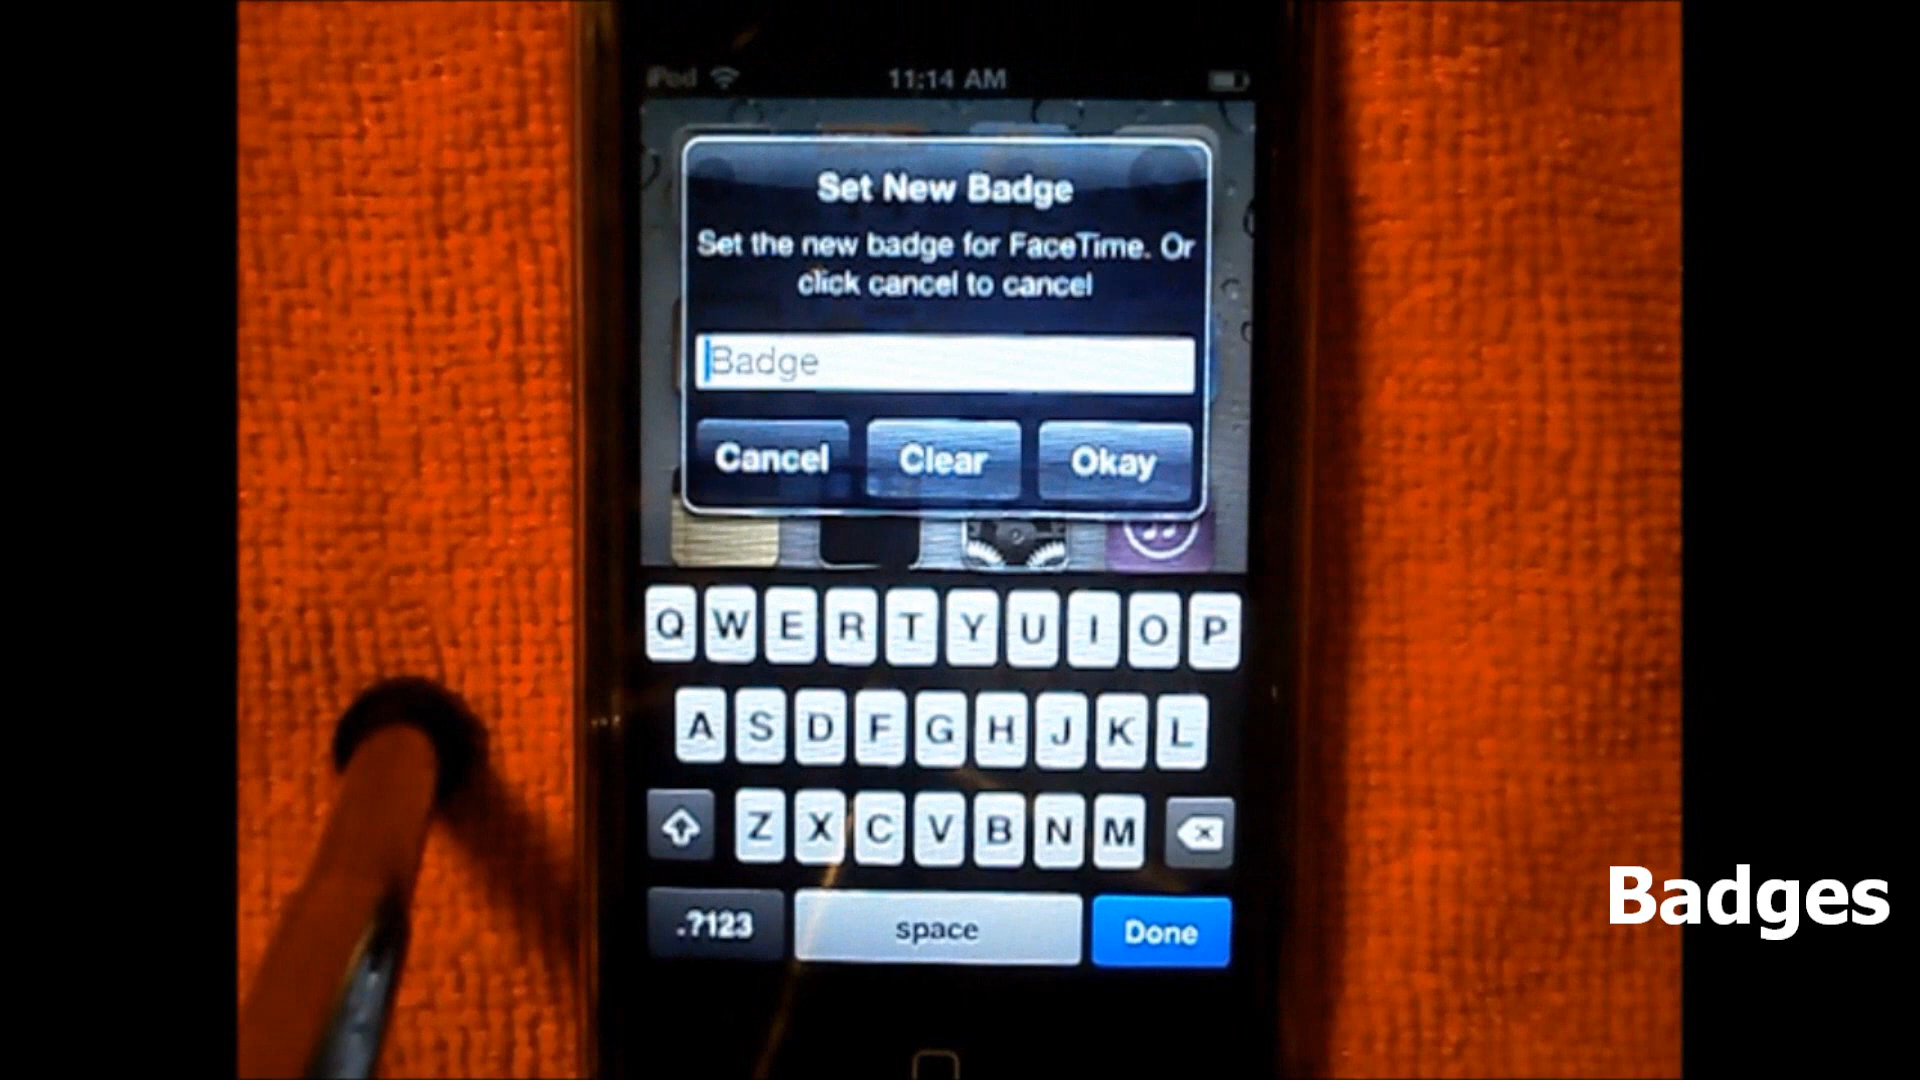 iPod 11:14 AM
Set New Badge
Set the new badge for FaceTime. Or
click cancel to cancel
Badge
Cancel Clear Okay
Q W E R T Y U I O P
A S D F G H J K L
Z X C V B N M
.?123 space Done
Badges